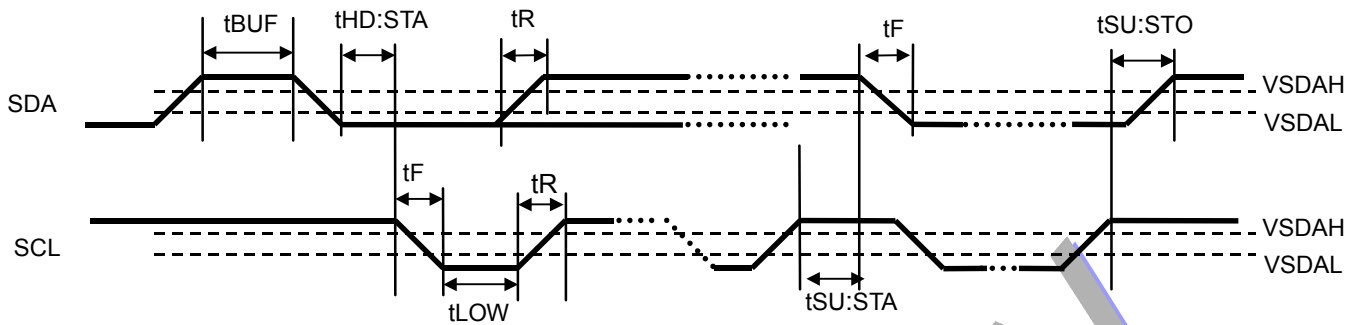 tBUF tHD:STA tR tF tSU:STO
SDA VSDAH
VSDAL
tF tR
SCL VSDAH
VSDAL
tLOW tSU:STA